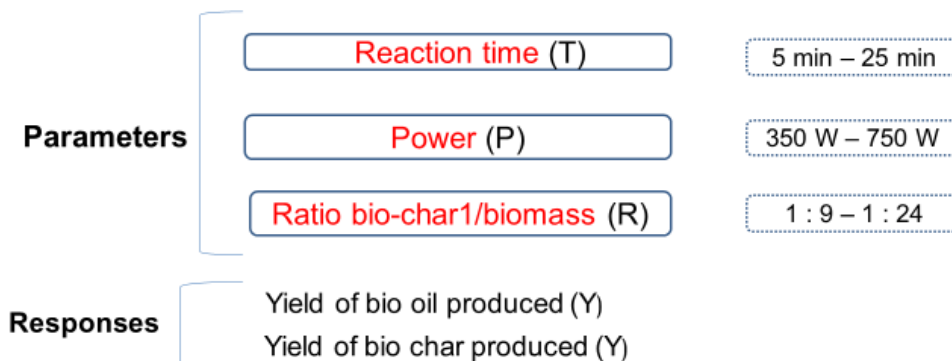 Reaction time (T)
5 min – 25 min
Parameters
Power (P)
350 W – 750 W
Ratio bio-char1/biomass (R)
1 : 9 – 1 : 24
Responses
Yield of bio oil produced (Y)
Yield of bio char produced (Y)